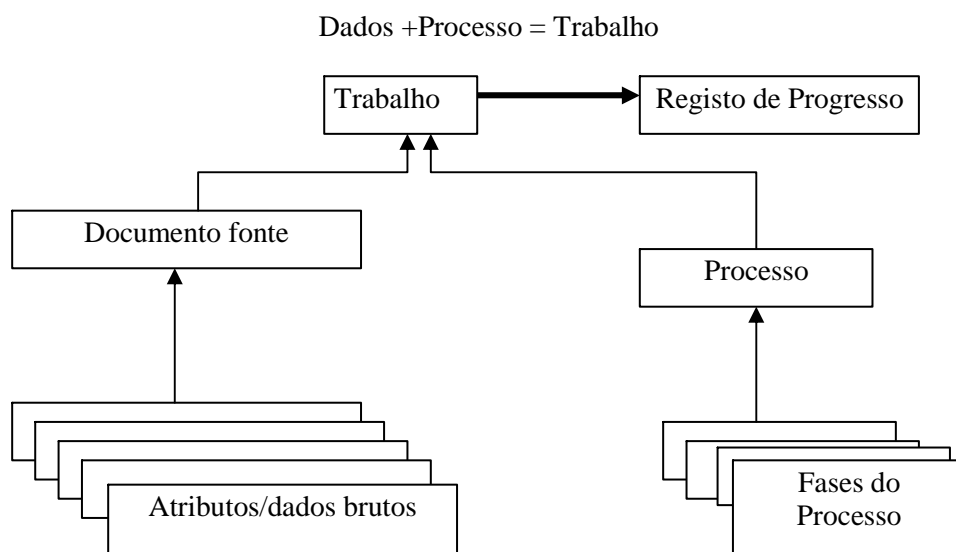 Dados +Processo = Trabalho
Trabalho
Registo de Progresso
Documento fonte
Processo
Atributos/dados brutos
Fases do
Processo